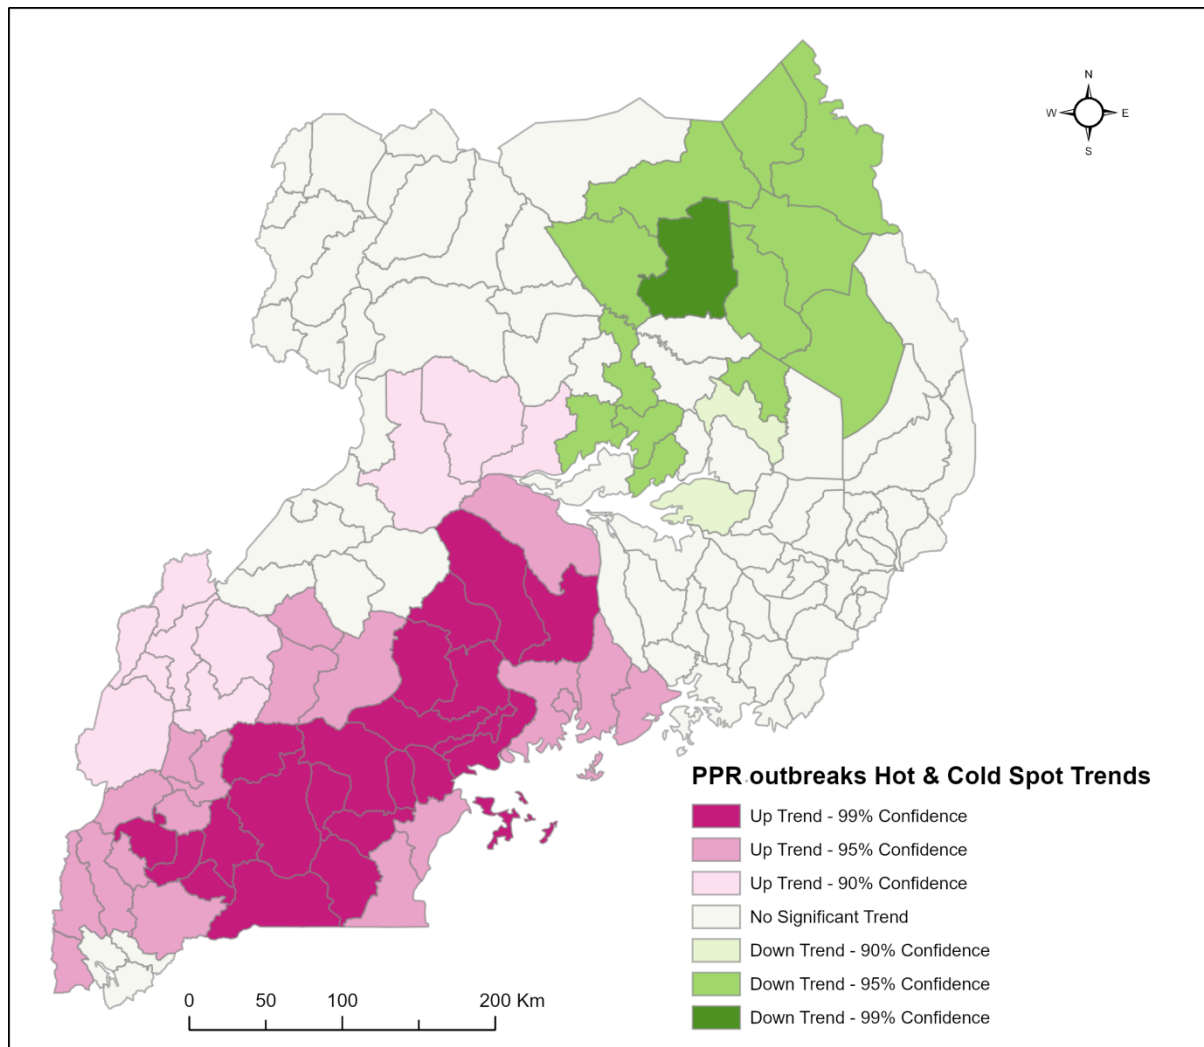 N
W E
S
PPR outbreaks Hot & Cold Spot Trends
Up Trend - 99% Confidence
Up Trend - 95% Confidence
Up Trend - 90% Confidence
No Significant Trend
Down Trend - 90% Confidence
Down Trend - 95% Confidence
Down Trend - 99% Confidence
0 50 100 200 Km